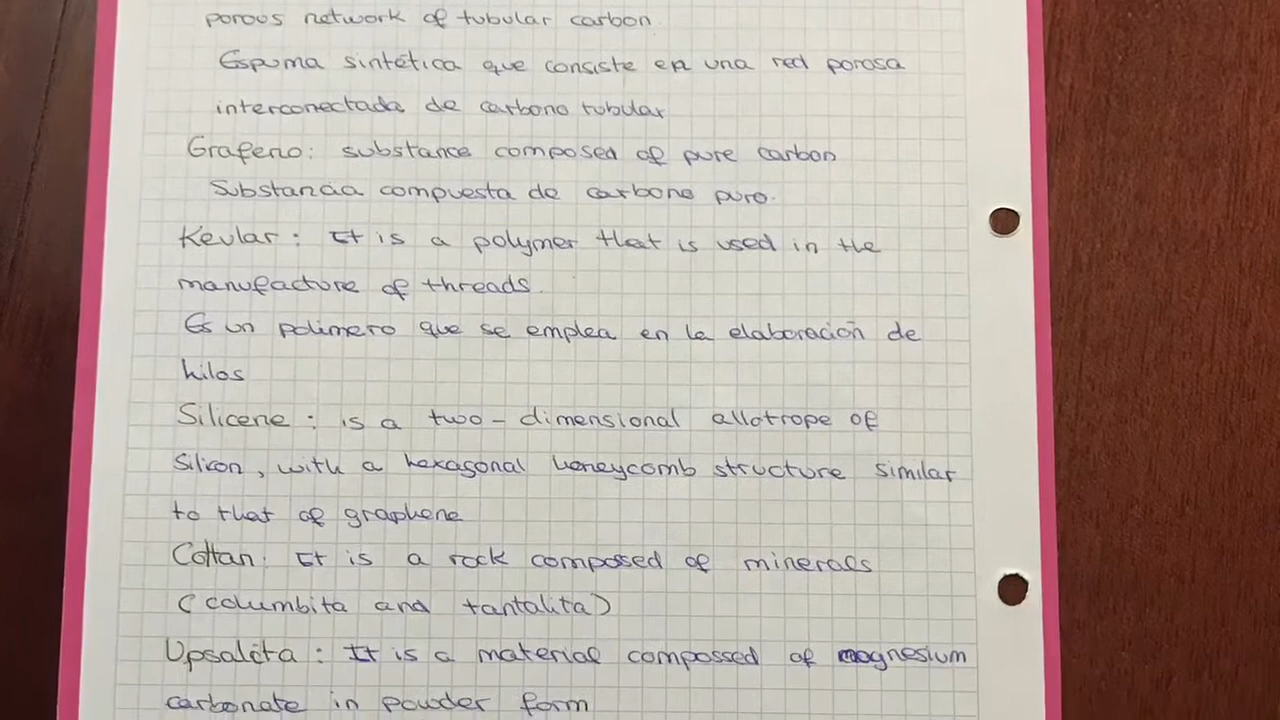 porous network of tubular carbon.
Espuma sintética que consiste en una red porosa
interconectada de carbono tubular
Grafeno: substance composed of pure carbon
Substancia compuesta de carbono puro.
Kevlar: It is a polymer that is used in the
manufacture of threads.
Es un polimero que se emplea en la elaboración de
hilos
Silicene: is a two-dimensional allotrope of
silicon, with a hexagonal honeycomb structure similar
to that of graphene
Coltan: It is a rock composed of minerals
(columbita and tantalita)
Upsalita: It is a material compossed of magnesium
carbonate in powder form